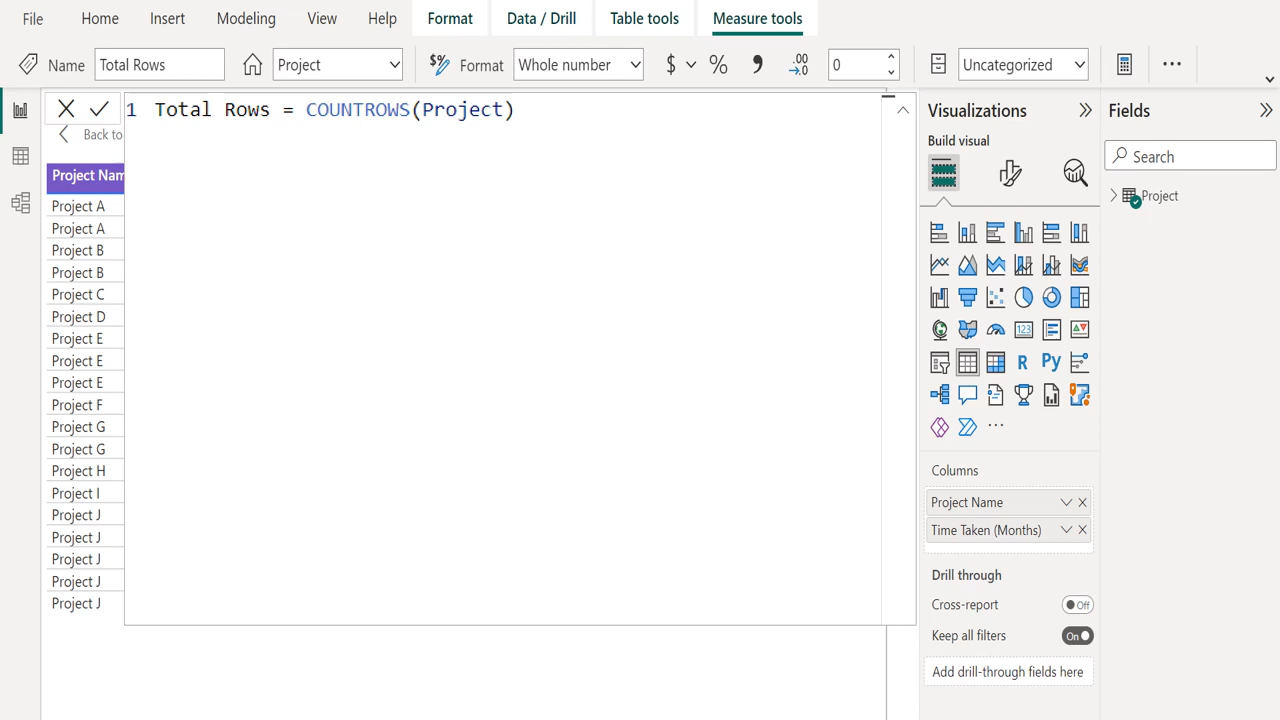 File Home Insert Modeling View Help Format Data / Drill Table tools Measure tools
Name Total Rows Project $% Format Whole number $ % , .00 0 Uncategorized ...
1 Total Rows = COUNTROWS(Project)
Back to
Project Nam
Project A
Project A
Project B
Project B
Project C
Project D
Project E
Project E
Project E
Project F
Project G
Project G
Project H
Project I
Project J
Project J
Project J
Project J
Project J
Visualizations
Build visual
123
R Py
...
Columns
Project Name
Time Taken (Months)
Drill through
Cross-report Off
Keep all filters On
Add drill-through fields here
Fields
Search
Project